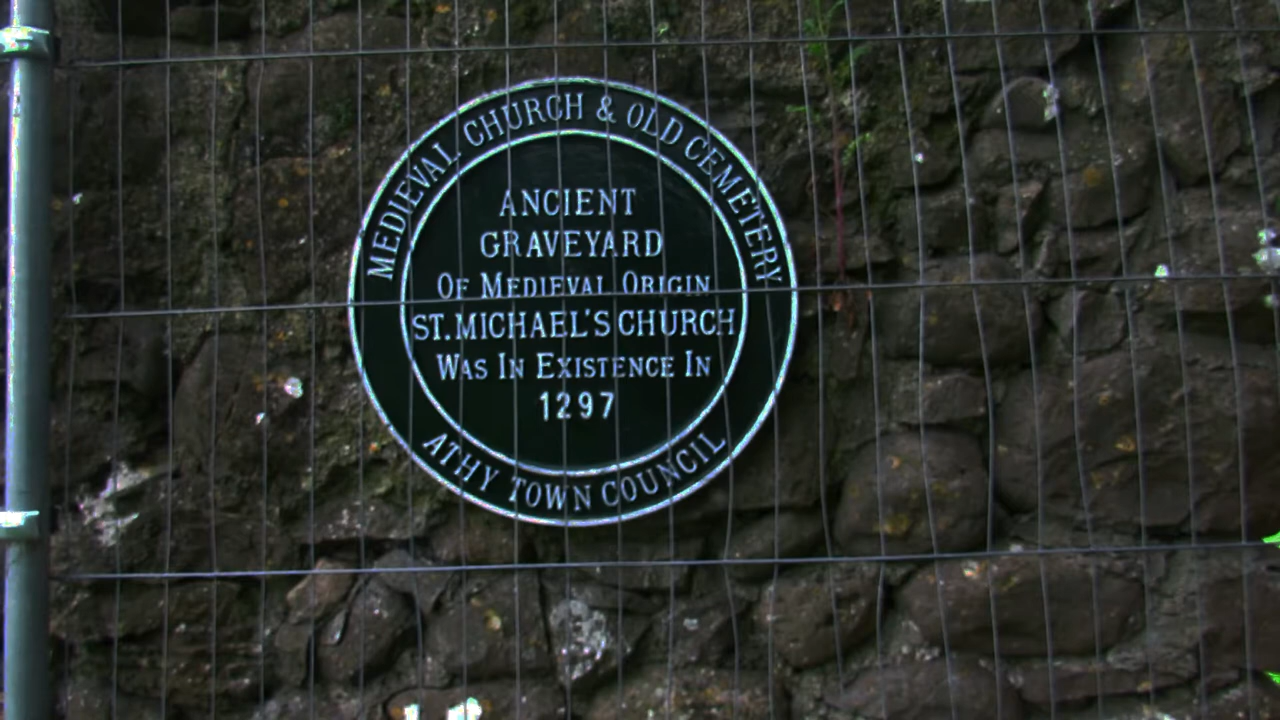 MEDIEVAL CHURCH & OLD CEMETERY
ANCIENT
GRAVEYARD
OF MEDIEVAL ORIGIN
ST. MICHAEL'S CHURCH
WAS IN EXISTENCE IN
1297
ATHY TOWN COUNCIL